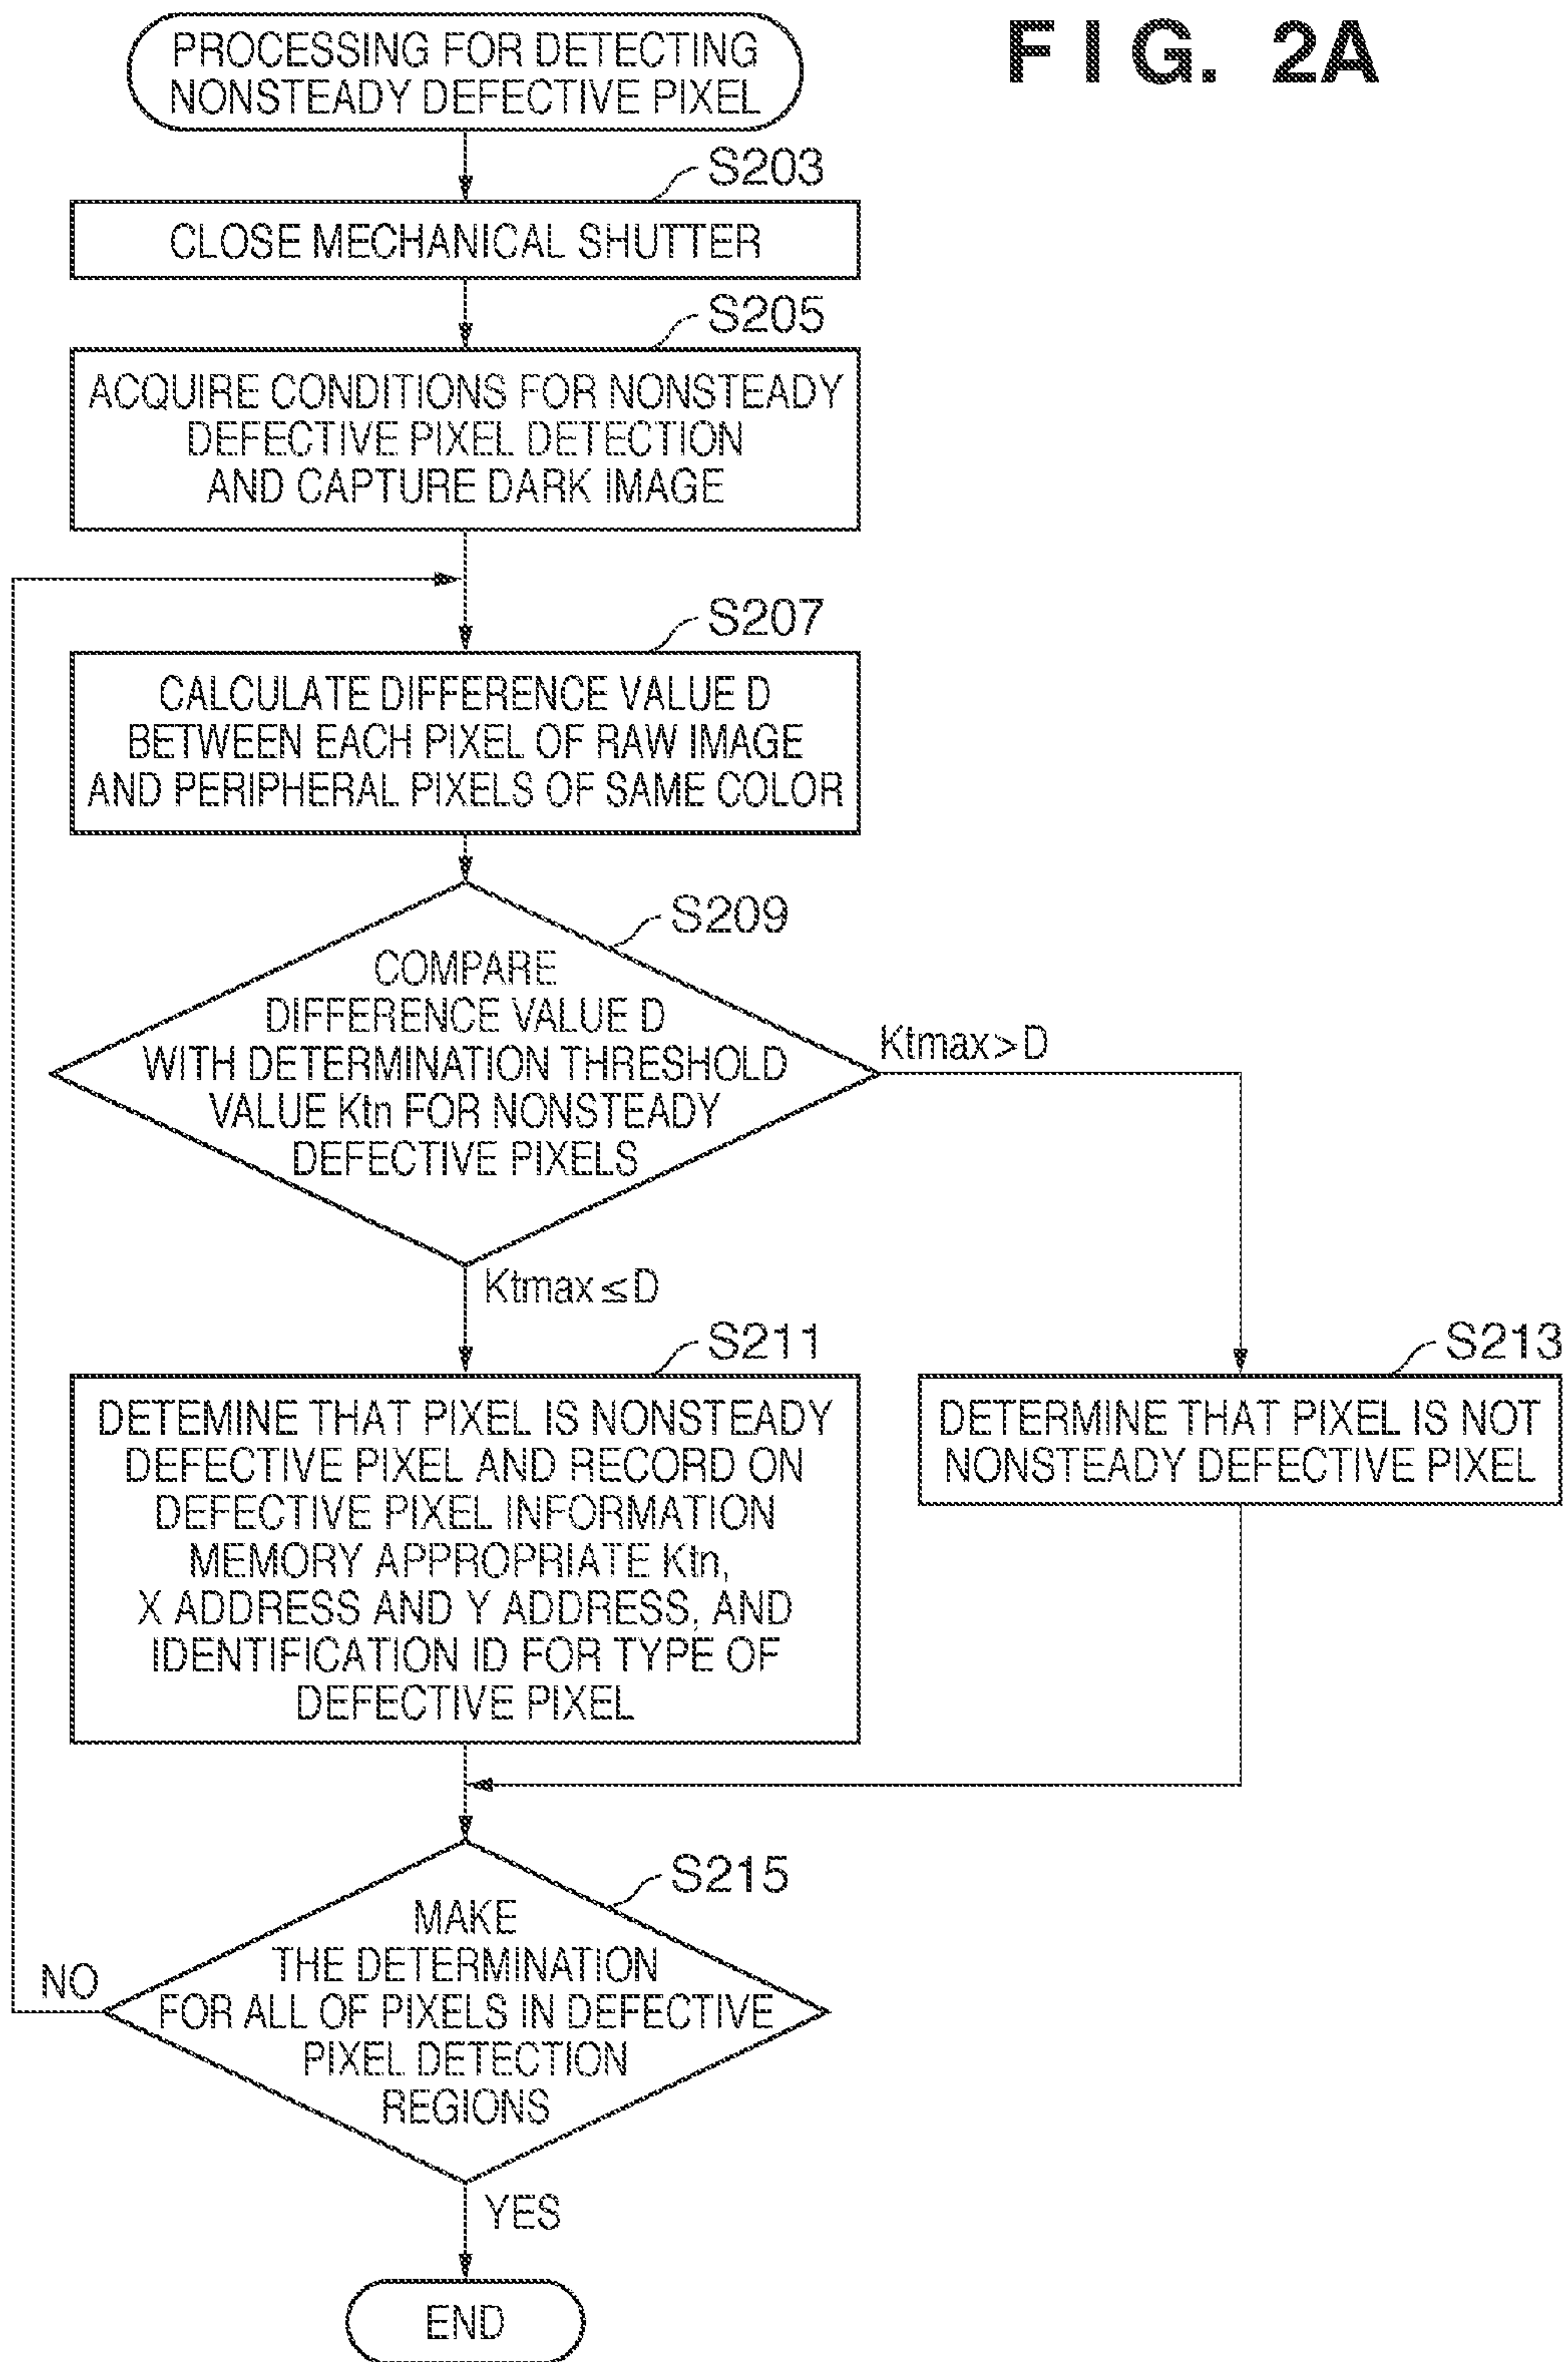 FIG. 2A
PROCESSING FOR DETECTING
NONSTEADY DEFECTIVE PIXEL
S203
CLOSE MECHANICAL SHUTTER
S205
ACQUIRE CONDITIONS FOR NONSTEADY
DEFECTIVE PIXEL DETECTION
AND CAPTURE DARK IMAGE
S207
CALCULATE DIFFERENCE VALUE D
BETWEEN EACH PIXEL OF RAW IMAGE
AND PERIPHERAL PIXELS OF SAME COLOR
S209
COMPARE
DIFFERENCE VALUE D
WITH DETERMINATION THRESHOLD
VALUE Ktn FOR NONSTEADY
DEFECTIVE PIXELS
Ktmax>D
Ktmax≤D
S211
DETEMINE THAT PIXEL IS NONSTEADY
DEFECTIVE PIXEL AND RECORD ON
DEFECTIVE PIXEL INFORMATION
MEMORY APPROPRIATE Ktn,
X ADDRESS AND Y ADDRESS, AND
IDENTIFICATION ID FOR TYPE OF
DEFECTIVE PIXEL
S213
DETERMINE THAT PIXEL IS NOT
NONSTEADY DEFECTIVE PIXEL
S215
MAKE
THE DETERMINATION
FOR ALL OF PIXELS IN DEFECTIVE
PIXEL DETECTION
REGIONS
NO
YES
END